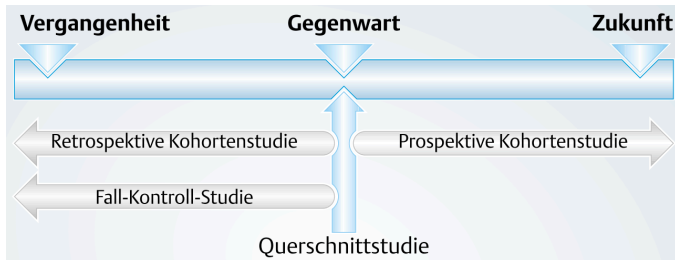 Vergangenheit Gegenwart Zukunft
Retrospektive Kohortenstudie Prospektive Kohortenstudie
Fall-Kontroll-Studie
Querschnittstudie